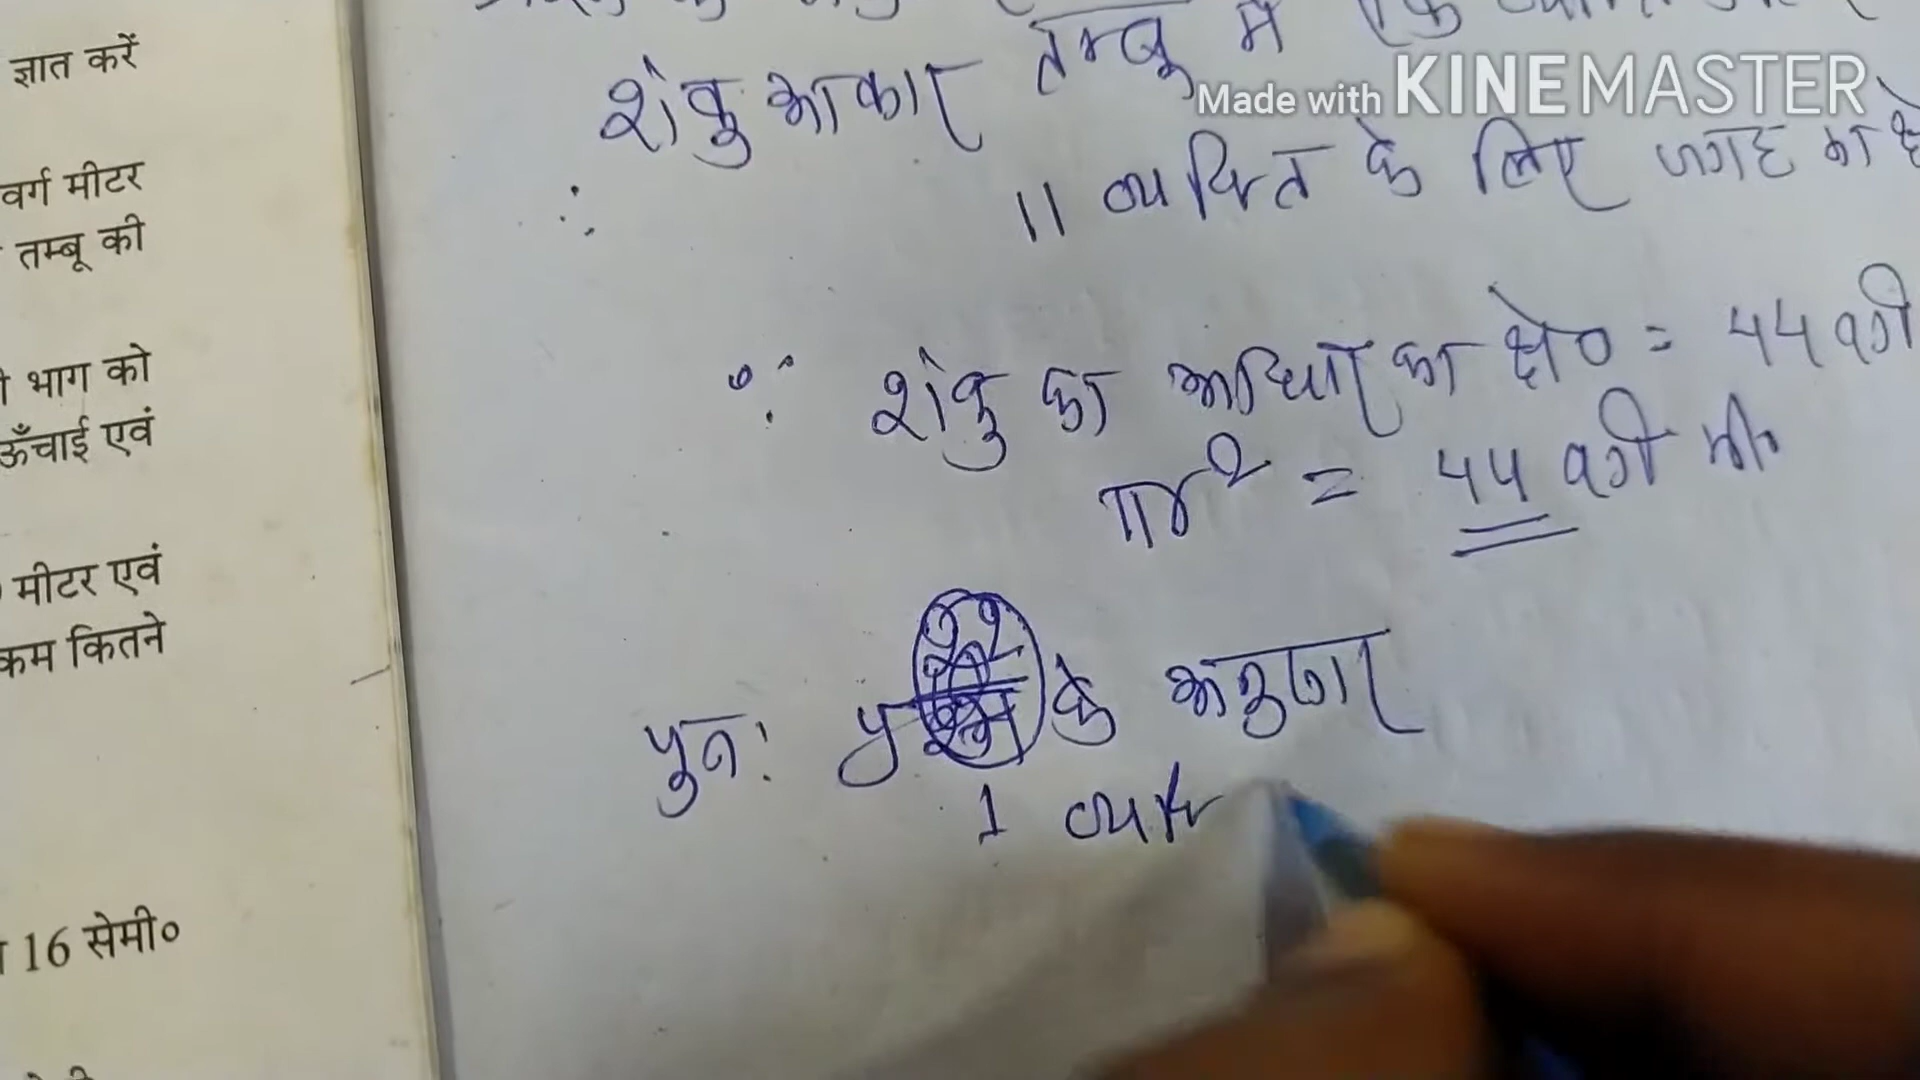 ज्ञात करें
वर्ग मीटर
तम्बू की
भाग को
ऊँचाई एवं
मीटर एवं
कम कितने
16 सेमी०
शंकु आकार तम्बू में एक
Made with KINEMASTER
11 व्यक्ति के लिए जगह का क्षे
∵ शंकु का आधार का क्षे० = 44 वर्ग
πr² = 44 वर्ग मी०
पुनः के अनुसार
1 व्यक्